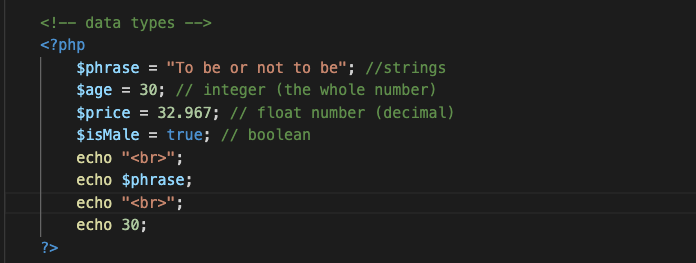 <!-- data types -->
<?php
$phrase = "To be or not to be"; //strings
$age = 30; // integer (the whole number)
$price = 32.967; // float number (decimal)
$isMale = true; // boolean
echo "<br>";
echo $phrase;
echo "<br>";
echo 30;
?>